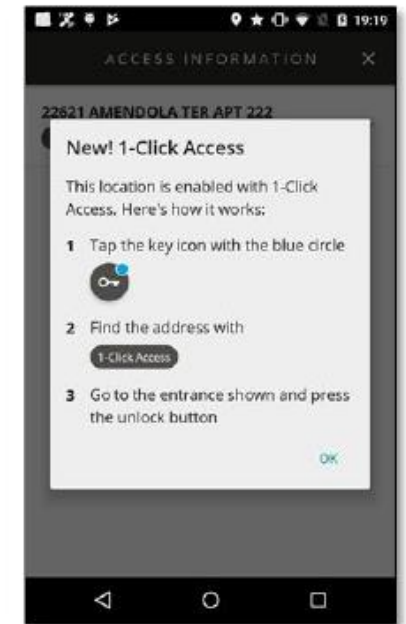 19:19
ACCESS INFORMATION
22621 AMENDOLA TER APT 222
New! 1-Click Access
This location is enabled with 1-Click
Access. Here's how it works:
1 Tap the key icon with the blue circle
2 Find the address with
1-Click Access
3 Go to the entrance shown and press
the unlock button
OK